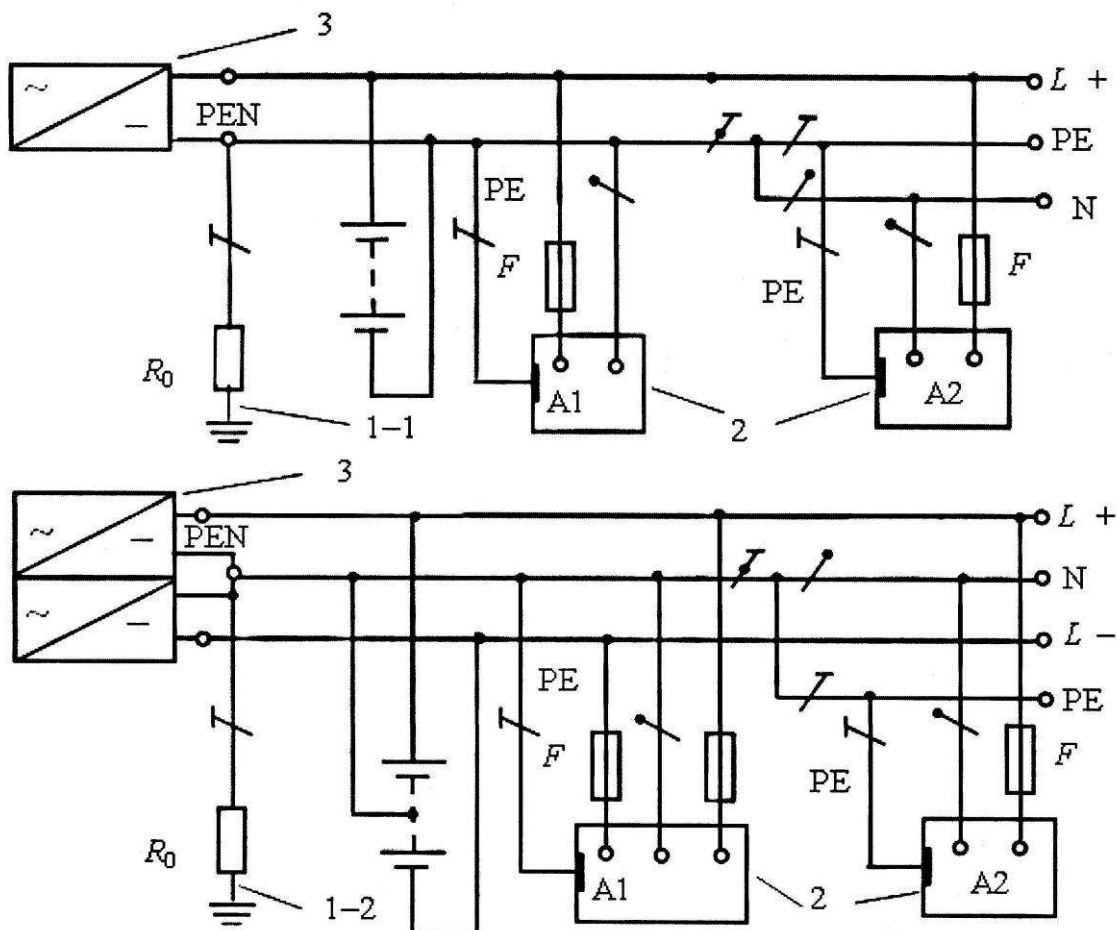 3
~
–
PEN
L +
PE
N
PE
F
PE
F
R0
A1
A2
1–1
2
3
~
–
PEN
~
–
L +
N
L –
PE
PE
F
PE
F
R0
A1
A2
1–2
2